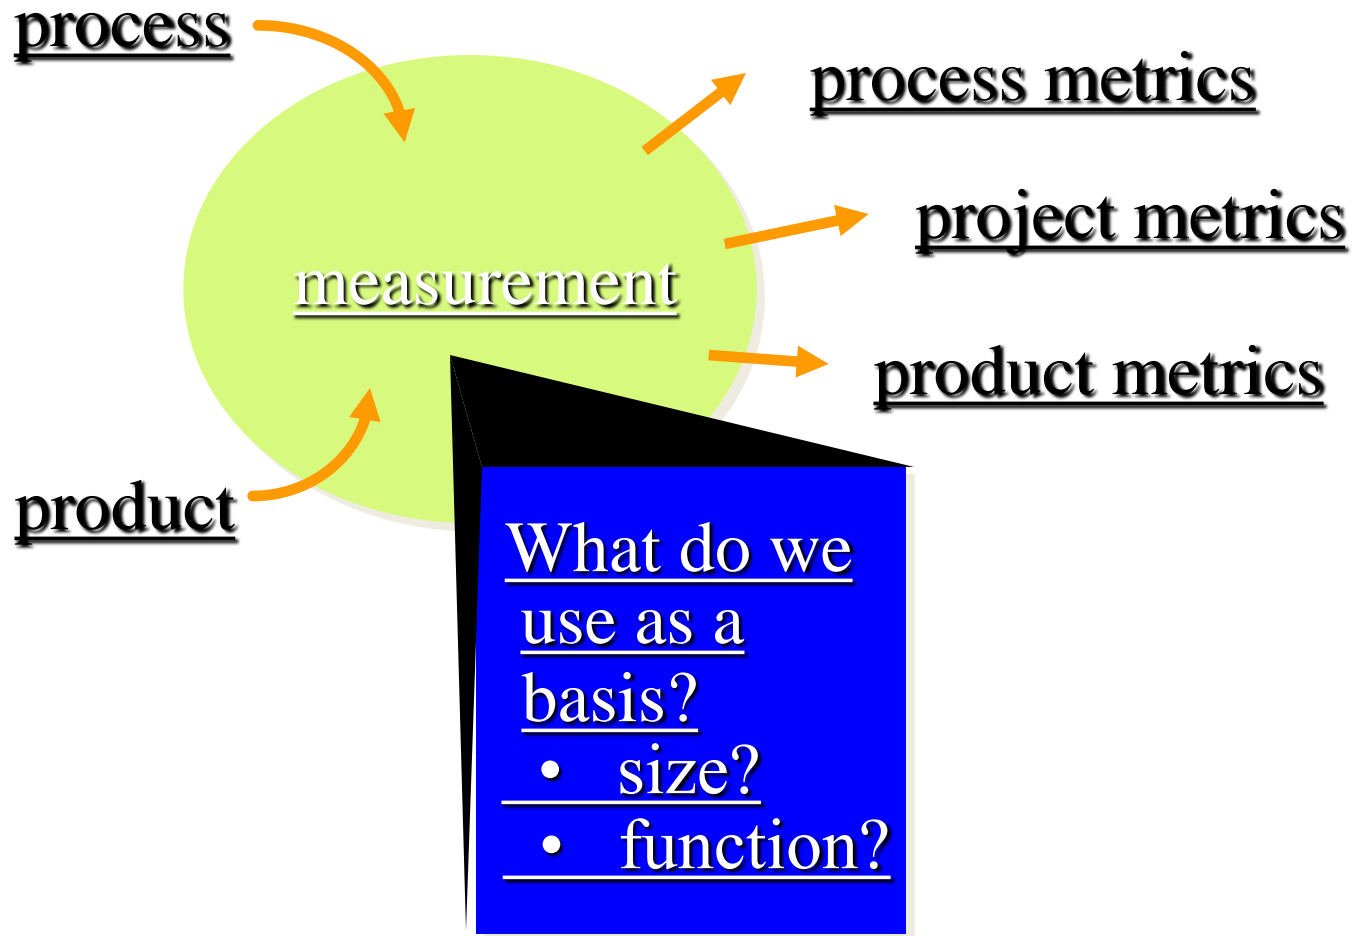 process
process metrics
project metrics
measurement
product metrics
product
What do we
use as a
basis?
• size?
• function?